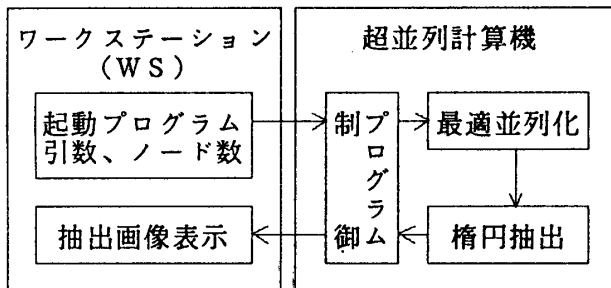 ワークステーション
(WS)
起動プログラム
引数、ノード数
抽出画像表示
超並列計算機
制御
プログラム
最適並列化
楕円抽出